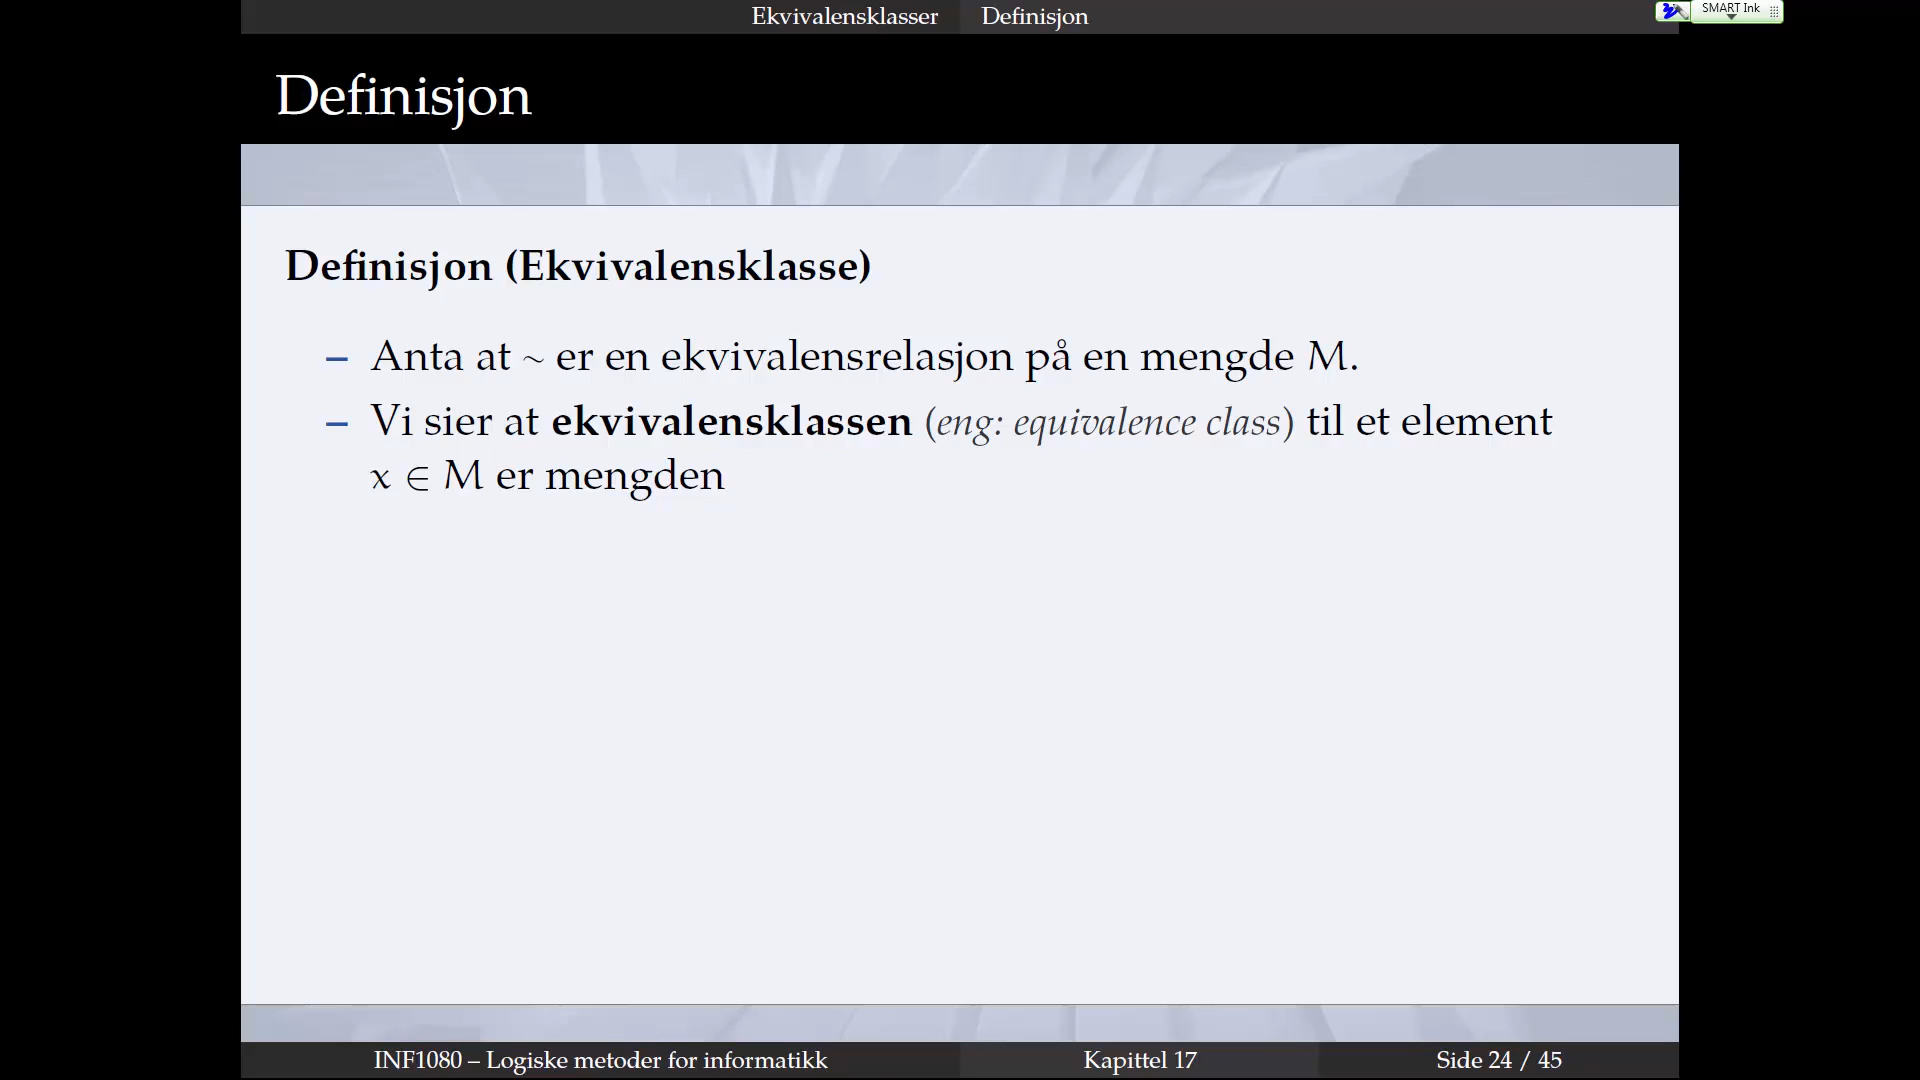 Ekvivalensklasser Definisjon
SMART Ink
Definisjon
Definisjon (Ekvivalensklasse)
– Anta at ~ er en ekvivalensrelasjon på en mengde M.
– Vi sier at ekvivalensklassen (eng: equivalence class) til et element
x ∈ M er mengden
INF1080 – Logiske metoder for informatikk Kapittel 17 Side 24 / 45